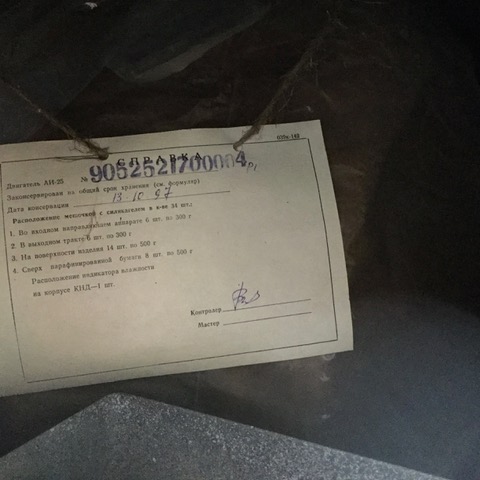 СПРАВКА
Двигатель АИ-25 № 9052521700004
Законсервирован на общий срок хранения (см. формуляр)
Дата консервации 13.10.97
Расположение мешочков с силикагелем в к-ве 34 шт.:
1. Во входном направляющем аппарате 6 шт. по 300 г
2. В выходном тракте 6 шт. по 300 г
3. На поверхности изделия 14 шт. по 500 г
4. Сверх парафинированной бумаги 8 шт. по 500 г
Расположение индикатора влажности
на корпусе КНД—1 шт.
Контролер
Мастер